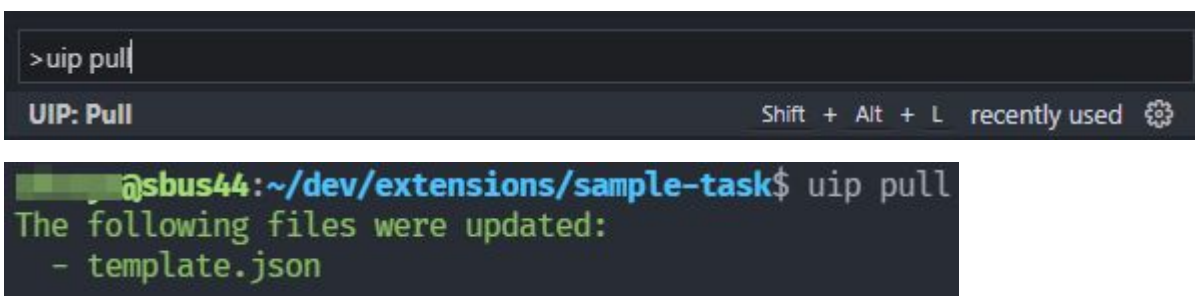 >uip pull
UIP: Pull Shift + Alt + L recently used
@sbus44:~/dev/extensions/sample-task$ uip pull
The following files were updated:
- template.json